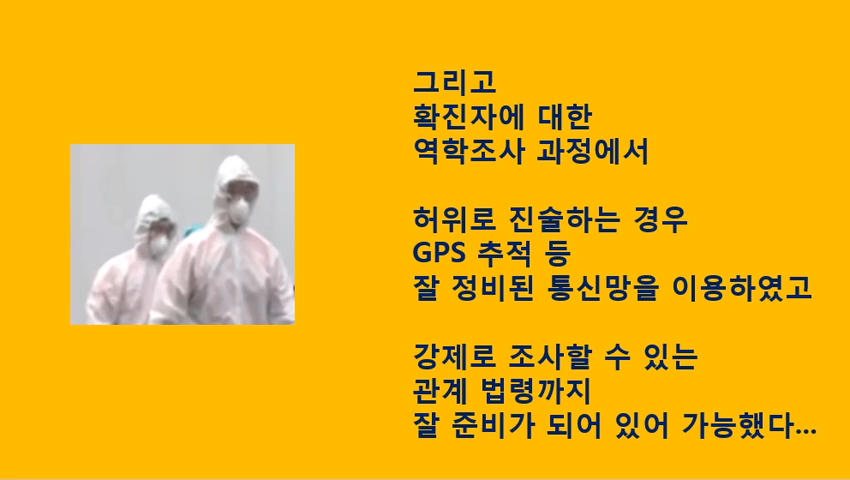 그리고
확진자에 대한
역학조사 과정에서
허위로 진술하는 경우
GPS 추적 등
잘 정비된 통신망을 이용하였고
강제로 조사할 수 있는
관계 법령까지
잘 준비가 되어 있어 가능했다...